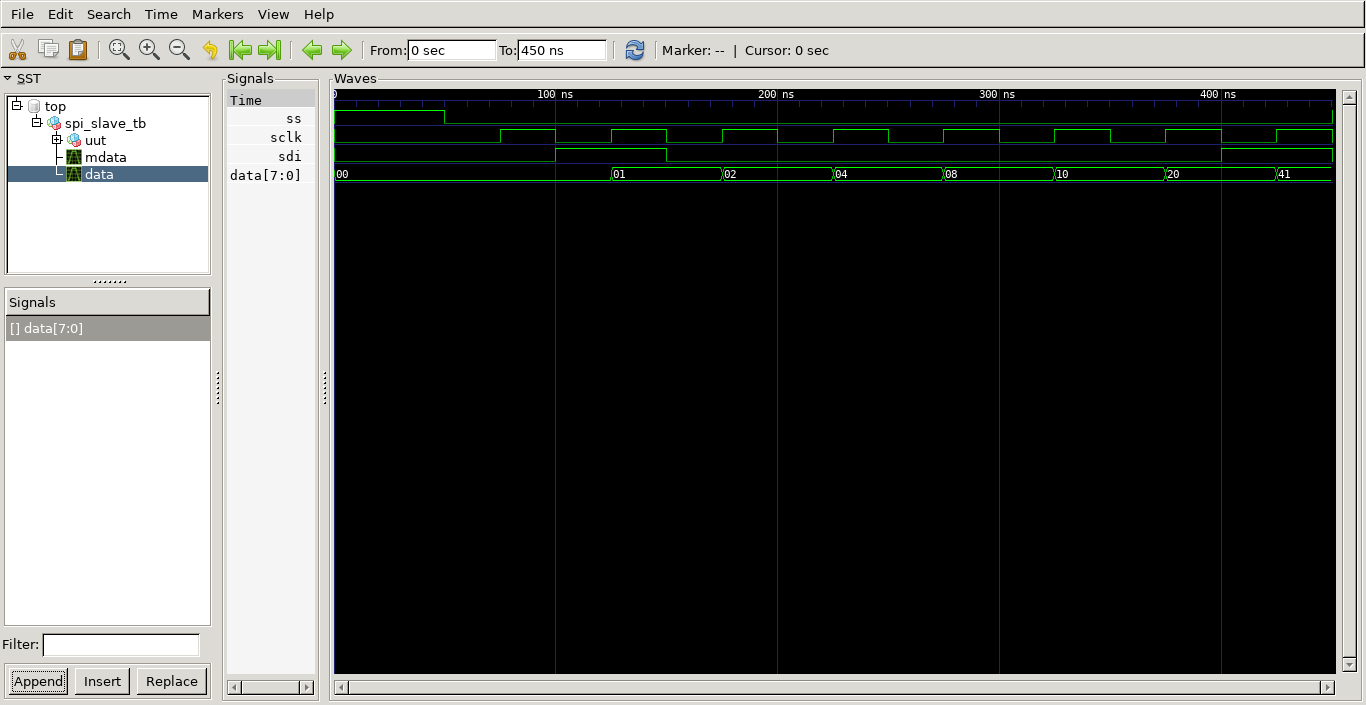 File Edit Search Time Markers View Help
From: 0 sec To: 450 ns Marker: -- | Cursor: 0 sec
SST
top
spi_slave_tb
uut
mdata
data
Signals
[] data[7:0]
Filter:
Append Insert Replace
Signals
Time
ss
sclk
sdi
data[7:0]
Waves
0 100 ns 200 ns 300 ns 400 ns
00 01 02 04 08 10 20 41